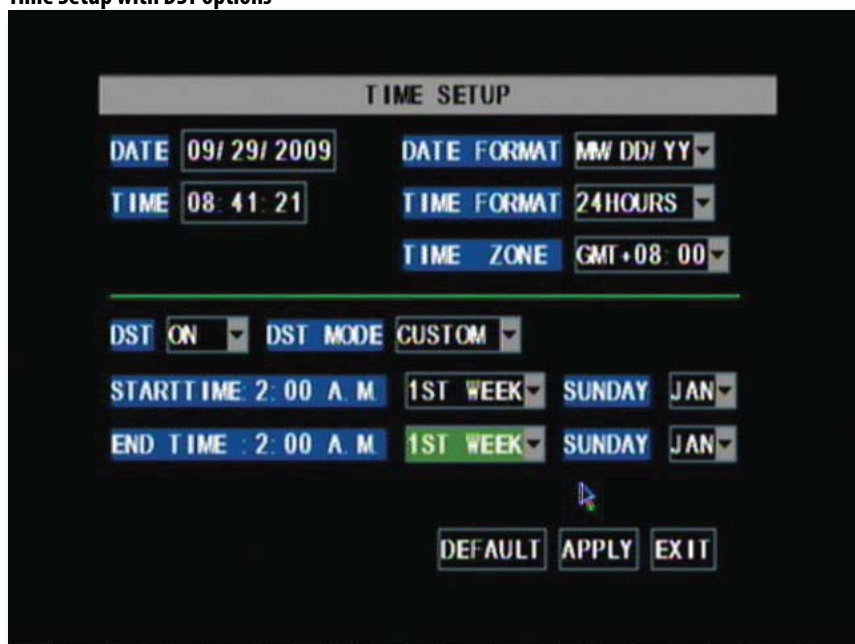 Time Setup with DST options
TIME SETUP
DATE 09/29/2009 DATE FORMAT MM/DD/YY
TIME 08:41:21 TIME FORMAT 24HOURS
TIME ZONE GMT+08:00
DST ON DST MODE CUSTOM
STARTTIME:2:00 A.M. 1ST WEEK SUNDAY JAN
END TIME :2:00 A.M. 1ST WEEK SUNDAY JAN
DEFAULT APPLY EXIT